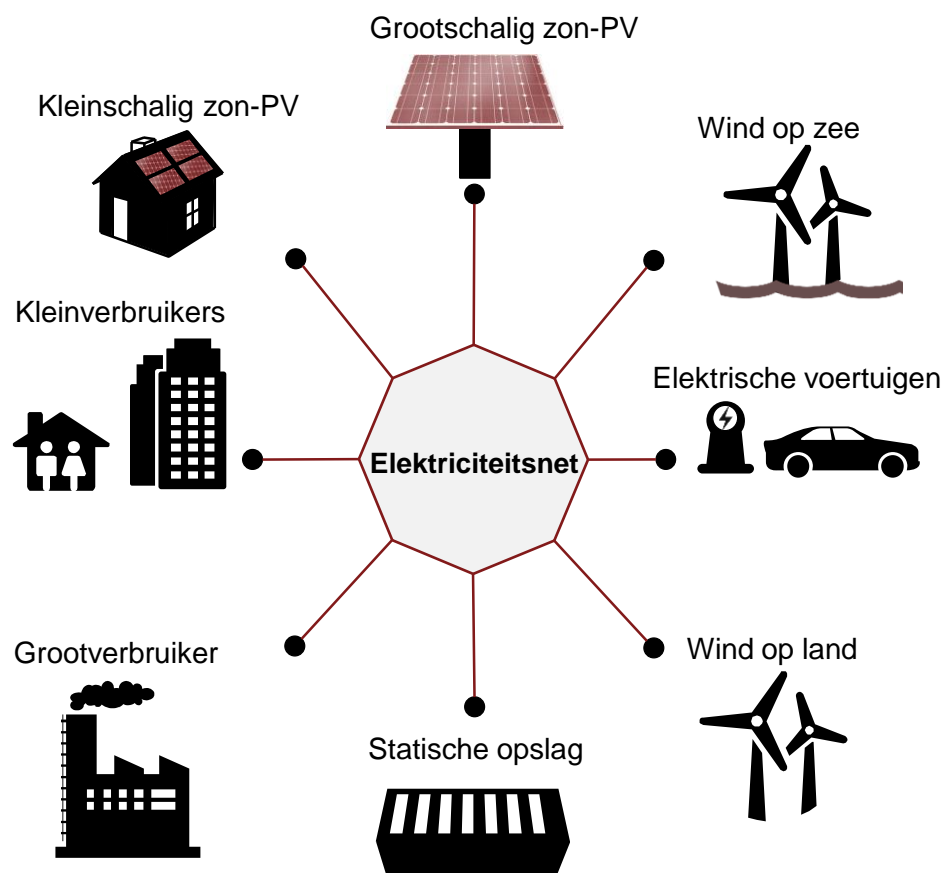 Grootschalig zon-PV
Kleinschalig zon-PV
Wind op zee
Kleinverbruikers
Elektrische voertuigen
Elektriciteitsnet
Grootverbruiker
Wind op land
Statische opslag